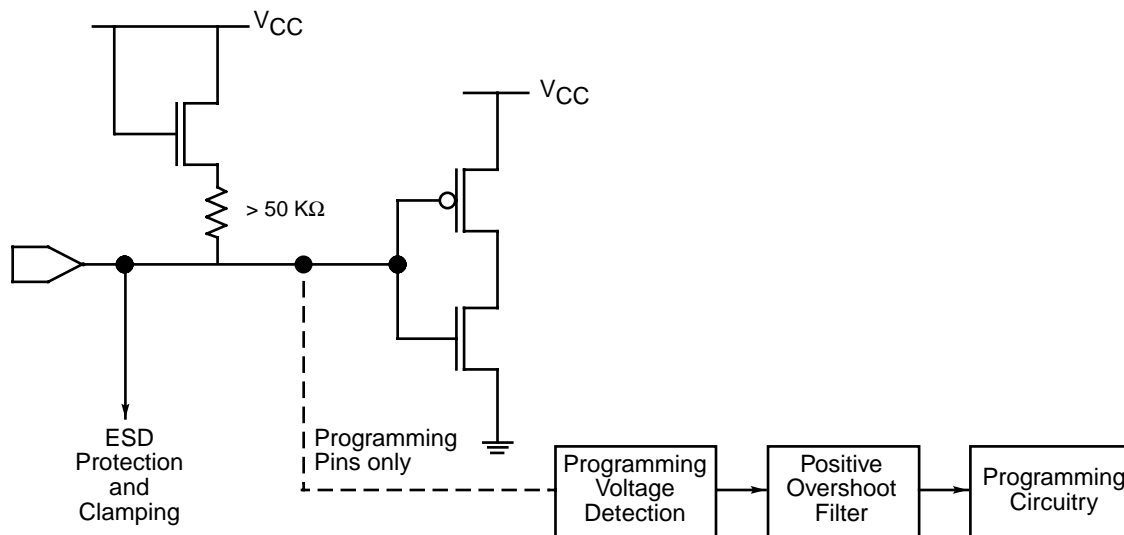 VCC
VCC
> 50 KΩ
ESD
Protection
and
Clamping
Programming
Pins only
Programming
Voltage
Detection
Positive
Overshoot
Filter
Programming
Circuitry